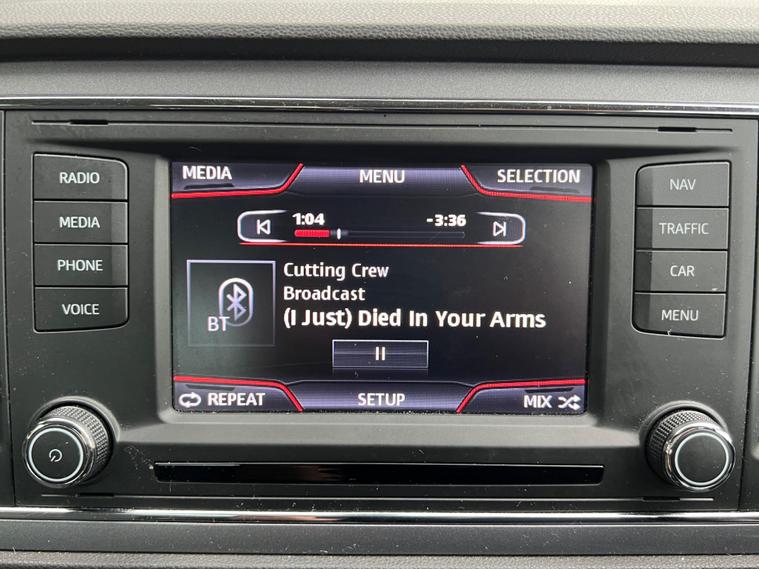 RADIO
MEDIA
PHONE
VOICE
MEDIA MENU SELECTION
1:04 -3:36
Cutting Crew
Broadcast
(I Just) Died In Your Arms
BT
REPEAT SETUP MIX
NAV
TRAFFIC
CAR
MENU